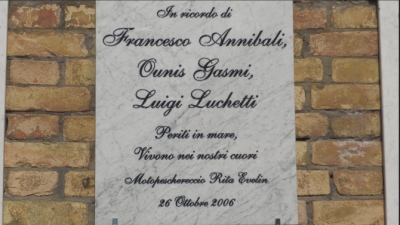 In ricordo di
Francesco Annibali,
Ounis Gasmi,
Luigi Luchetti
Periti in mare,
Vivono nei nostri cuori
Motopeschereccio Rita Evelin
26 Ottobre 2006